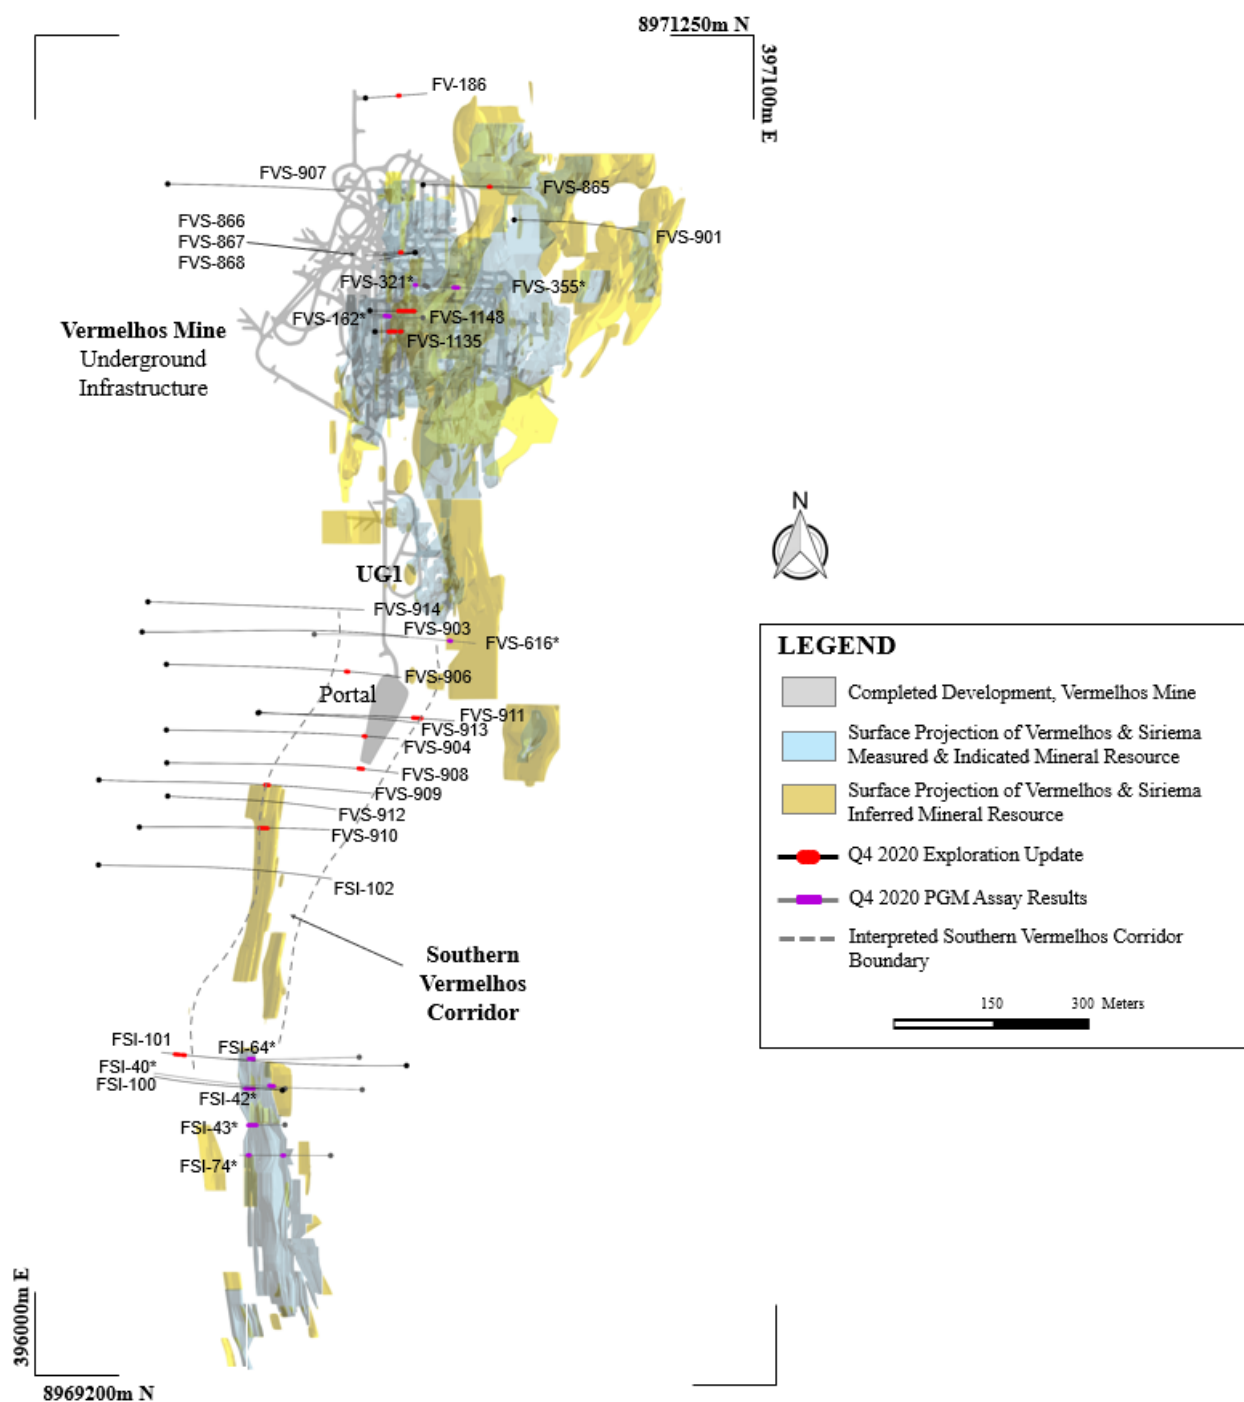 8971250m N
397100m E
FV-186
FVS-907
FVS-865
FVS-866
FVS-867
FVS-868
FVS-901
FVS-321*
FVS-355*
FVS-162*
FVS-1148
FVS-1135
Vermelhos Mine
Underground
Infrastructure
N
UG1
FVS-914
FVS-903
FVS-616*
FVS-906
Portal
FVS-911
FVS-913
FVS-904
FVS-908
FVS-909
FVS-912
FVS-910
FSI-102
Southern
Vermelhos
Corridor
FSI-101
FSI-64*
FSI-40*
FSI-100
FSI-42*
FSI-43*
FSI-74*
LEGEND
Completed Development, Vermelhos Mine
Surface Projection of Vermelhos & Siriema
Measured & Indicated Mineral Resource
Surface Projection of Vermelhos & Siriema
Inferred Mineral Resource
Q4 2020 Exploration Update
Q4 2020 PGM Assay Results
Interpreted Southern Vermelhos Corridor
Boundary
150 300 Meters
396000m E
8969200m N